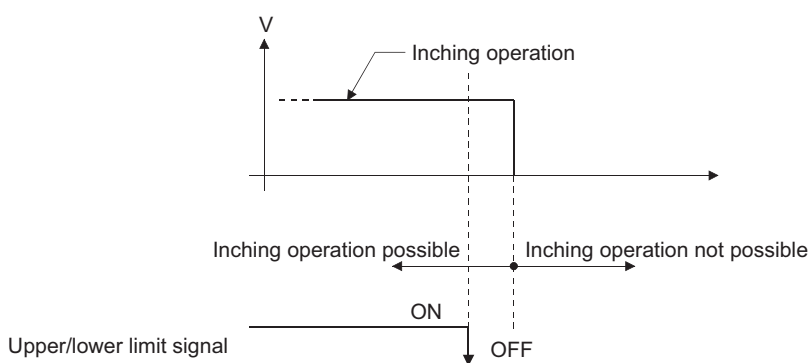 V
Inching operation
Inching operation possible
Inching operation not possible
ON
Upper/lower limit signal
OFF